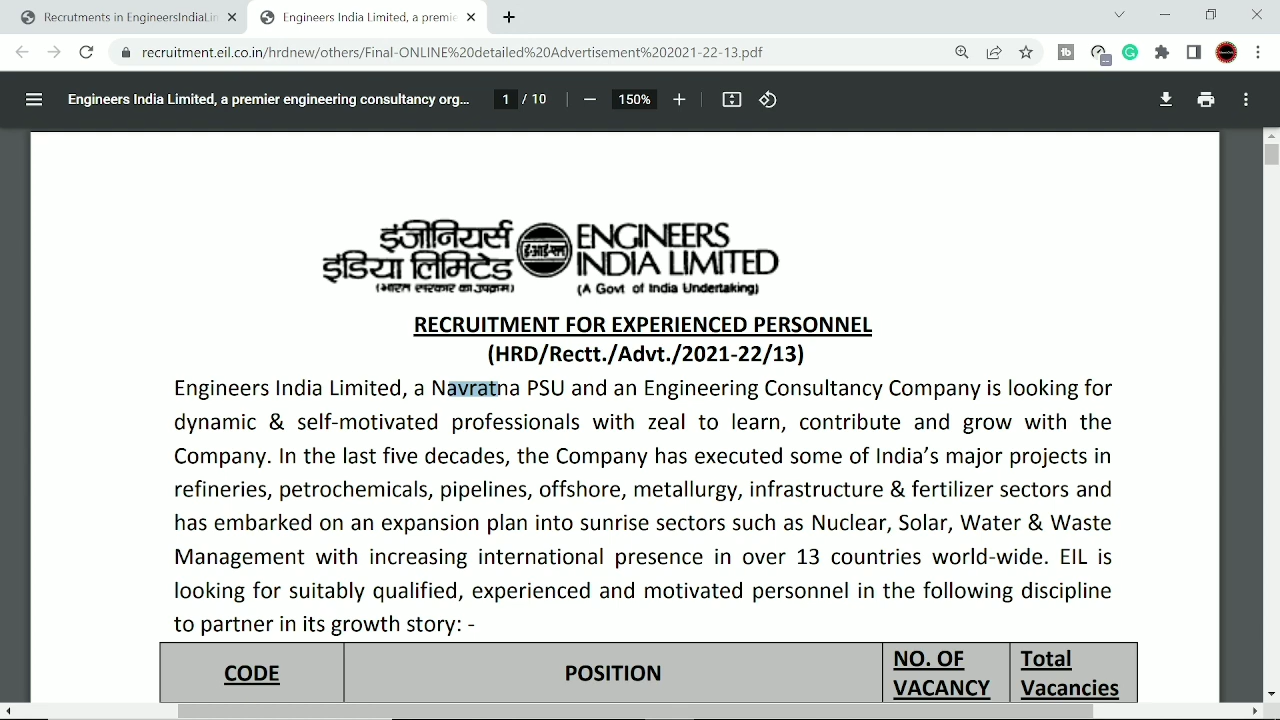 Recrutments in EngineersIndiaLin
Engineers India Limited, a premie
recruitment.eil.co.in/hrdnew/others/Final-ONLINE%20detailed%20Advertisement%202021-22-13.pdf
Engineers India Limited, a premier engineering consultancy org...
1 / 10
150%
इंजीनियर्स
इंडिया लिमिटेड
(भारत सरकार का उपक्रम)
ईआईएल
ENGINEERS
INDIA LIMITED
(A Govt of India Undertaking)
RECRUITMENT FOR EXPERIENCED PERSONNEL
(HRD/Rectt./Advt./2021-22/13)
Engineers India Limited, a Navratna PSU and an Engineering Consultancy Company is looking for
dynamic & self-motivated professionals with zeal to learn, contribute and grow with the
Company. In the last five decades, the Company has executed some of India’s major projects in
refineries, petrochemicals, pipelines, offshore, metallurgy, infrastructure & fertilizer sectors and
has embarked on an expansion plan into sunrise sectors such as Nuclear, Solar, Water & Waste
Management with increasing international presence in over 13 countries world-wide. EIL is
looking for suitably qualified, experienced and motivated personnel in the following discipline
to partner in its growth story: -
CODE
POSITION
NO. OF
VACANCY
Total
Vacancies